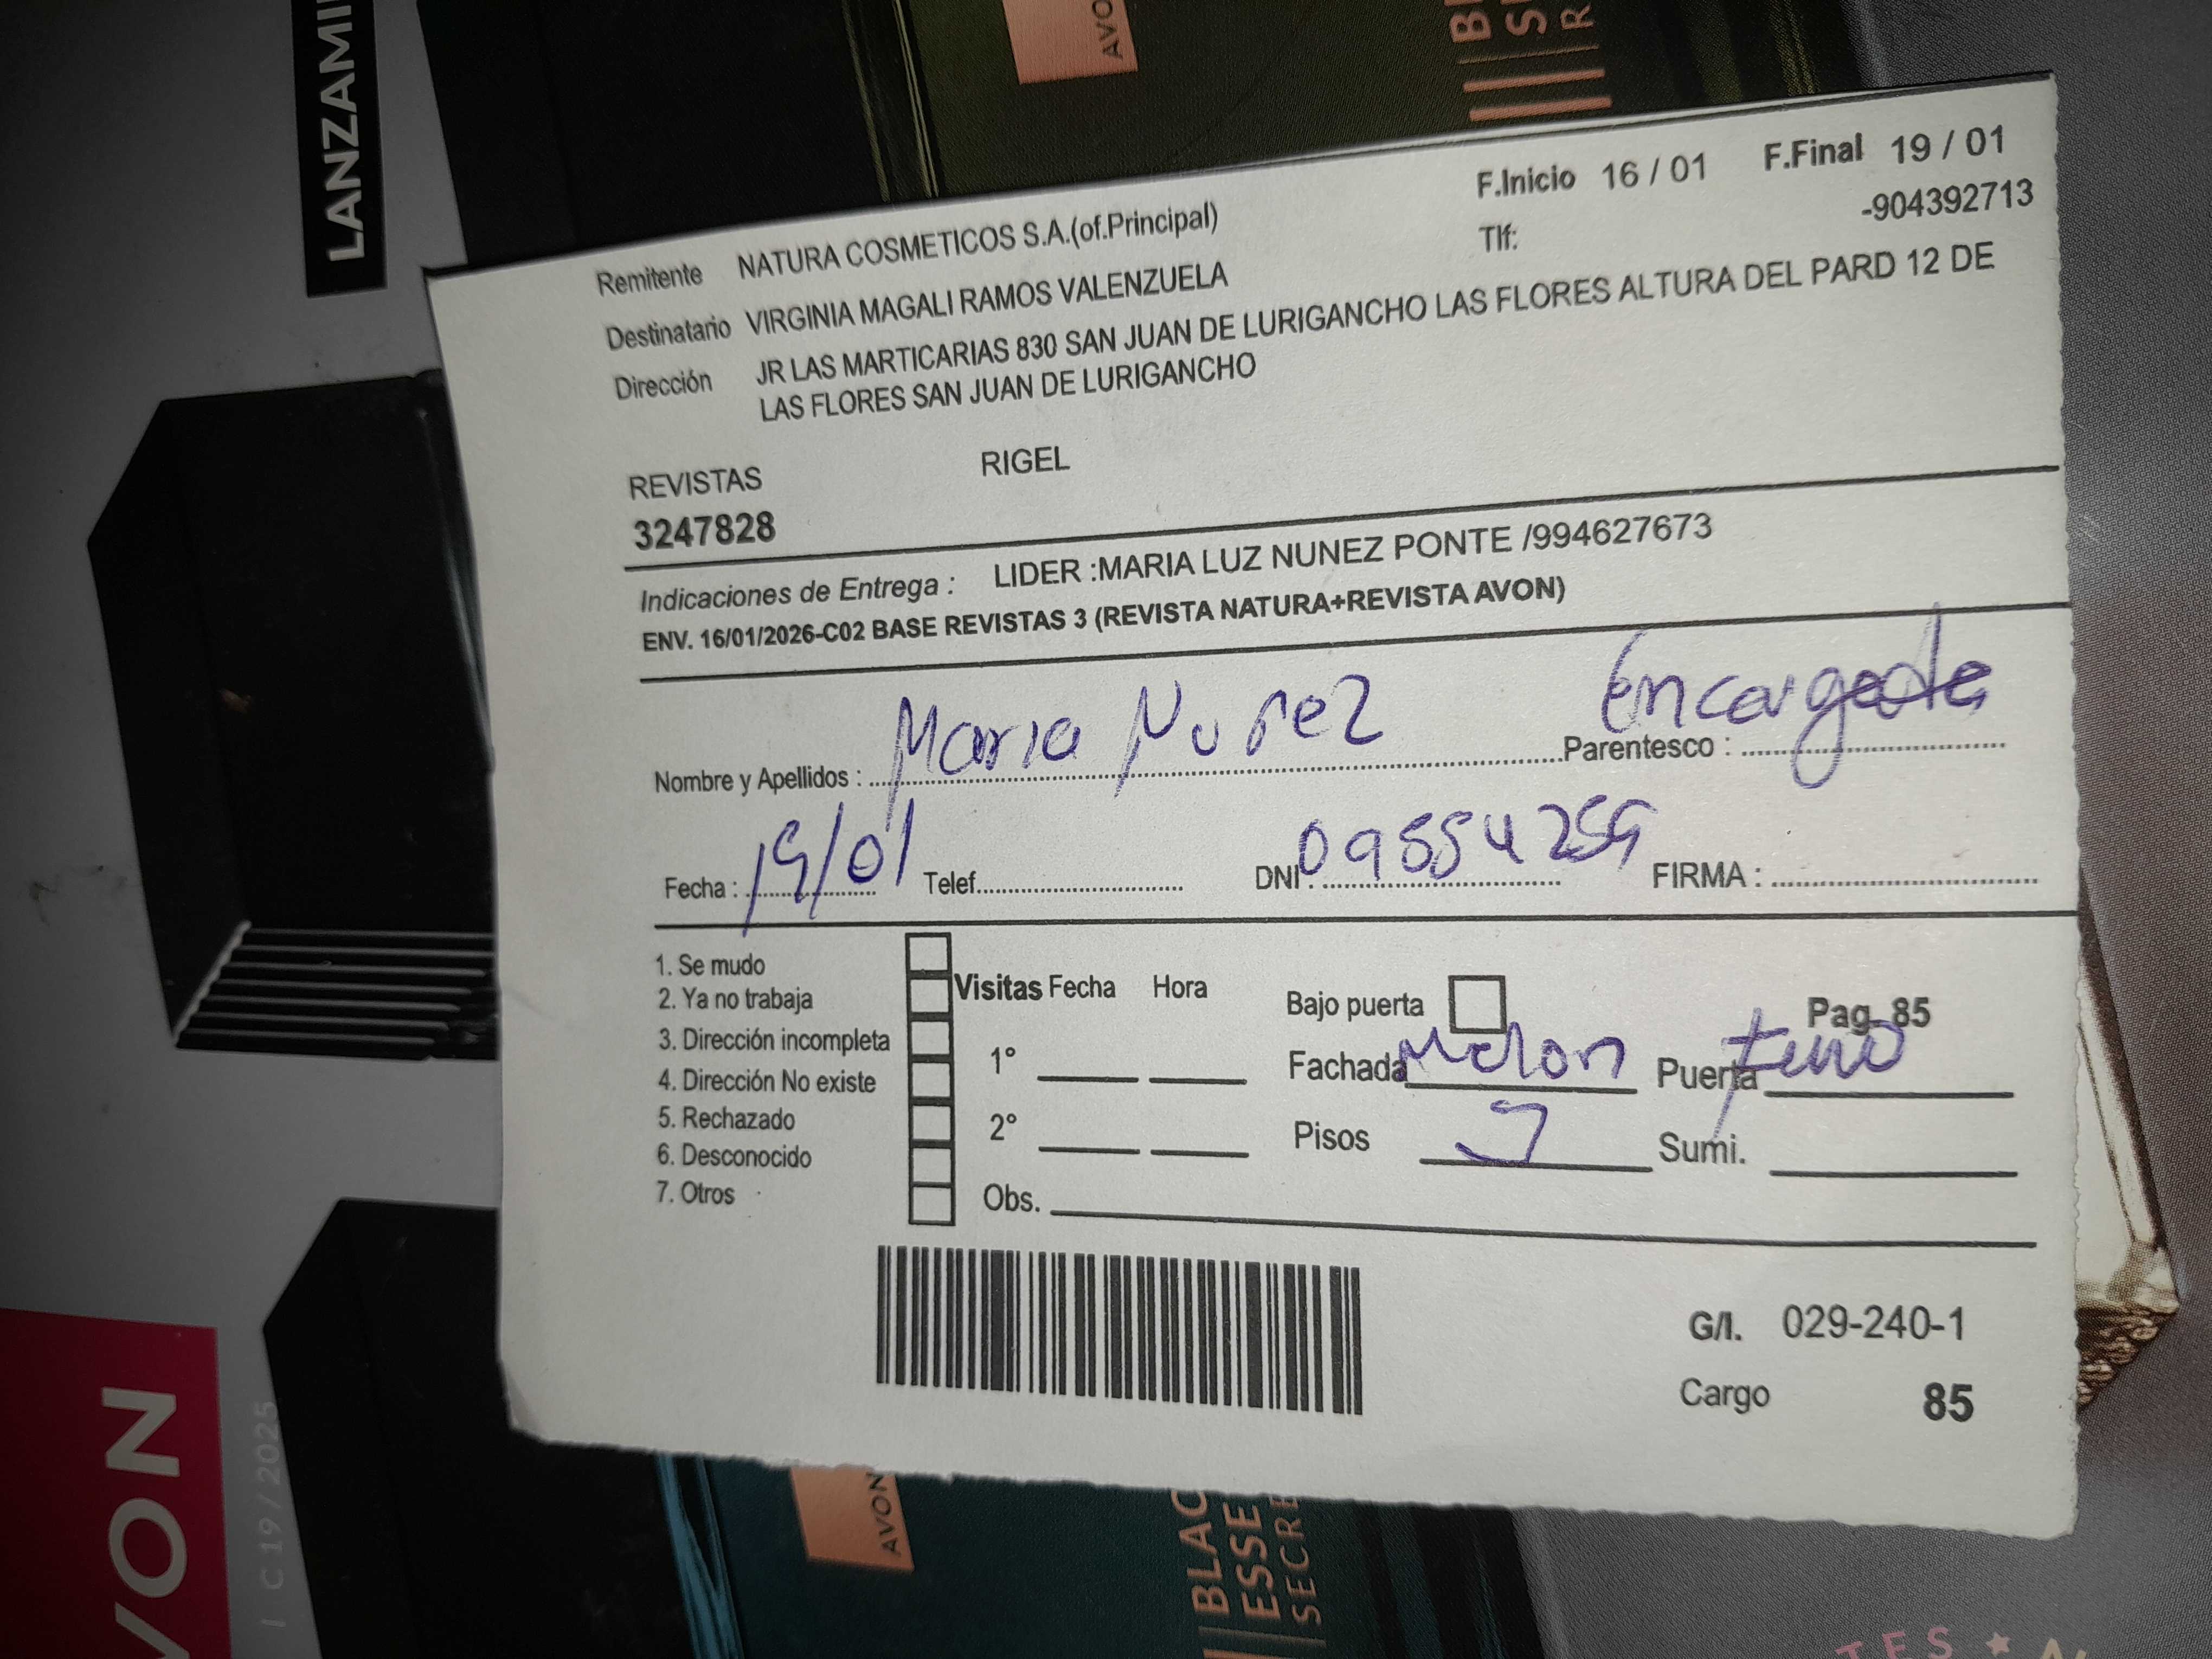 LANZAMI
AVO
F.Inicio 16 / 01 F.Final 19 / 01
Remitente NATURA COSMETICOS S.A.(of.Principal) Tlf: -904392713
Destinatario VIRGINIA MAGALI RAMOS VALENZUELA
Dirección JR LAS MARTICARIAS 830 SAN JUAN DE LURIGANCHO LAS FLORES ALTURA DEL PARD 12 DE
LAS FLORES SAN JUAN DE LURIGANCHO
REVISTAS RIGEL
3247828
Indicaciones de Entrega : LIDER :MARIA LUZ NUNEZ PONTE /994627673
ENV. 16/01/2026-C02 BASE REVISTAS 3 (REVISTA NATURA+REVISTA AVON)
Nombre y Apellidos : Maria Nuñez Parentesco : Encargada
Fecha : 19/01 Telef. DNI : 09554259 FIRMA :
1. Se mudo
2. Ya no trabaja
3. Dirección incompleta
4. Dirección No existe
5. Rechazado
6. Desconocido
7. Otros
Visitas Fecha Hora
1°
2°
Obs.
Bajo puerta Pag. 85
Fachada Melon Puerta
Pisos Sumi.
G/I. 029-240-1
Cargo 85
VON
C19/2025
AVON
BLAC
ESSE
SECRE